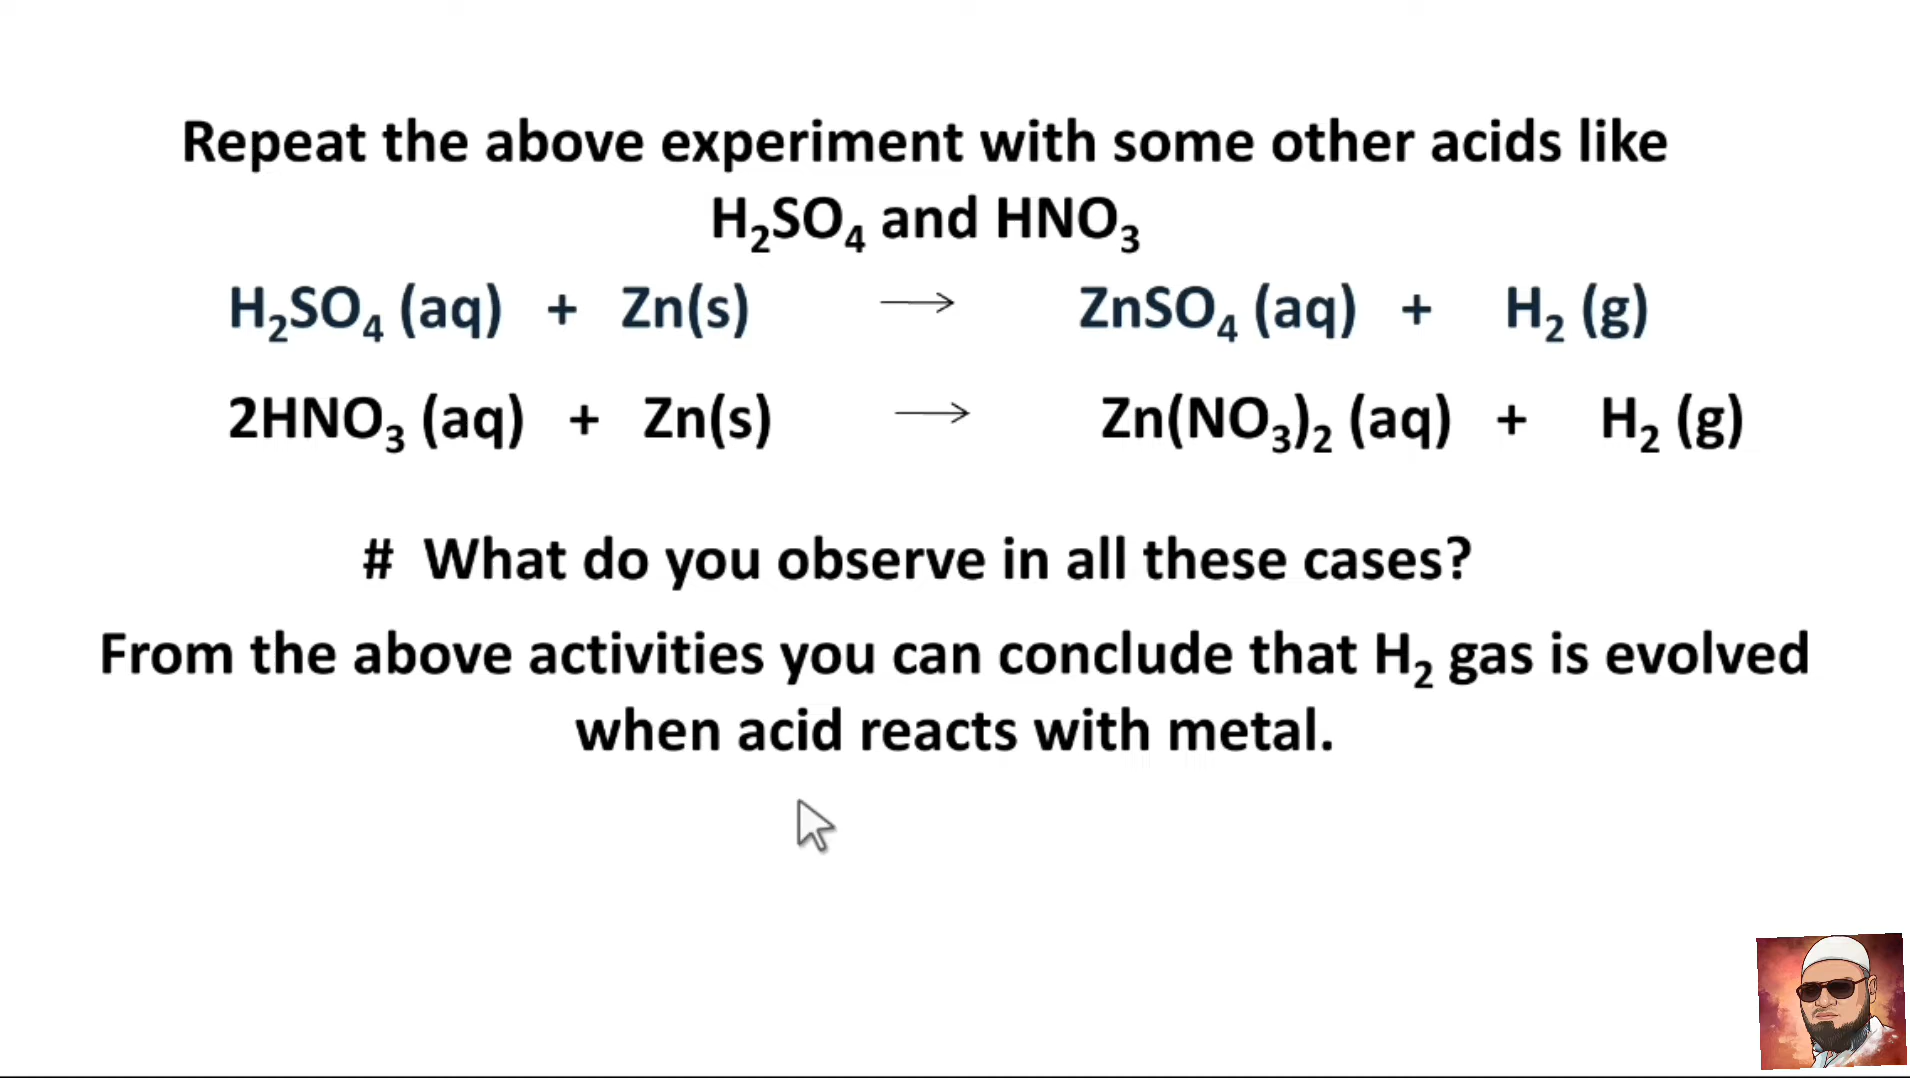 Repeat the above experiment with some other acids like
H₂SO₄ and HNO₃
H₂SO₄ (aq) + Zn(s) → ZnSO₄ (aq) + H₂ (g)
2HNO₃ (aq) + Zn(s) → Zn(NO₃)₂ (aq) + H₂ (g)
# What do you observe in all these cases?
From the above activities you can conclude that H₂ gas is evolved
when acid reacts with metal.